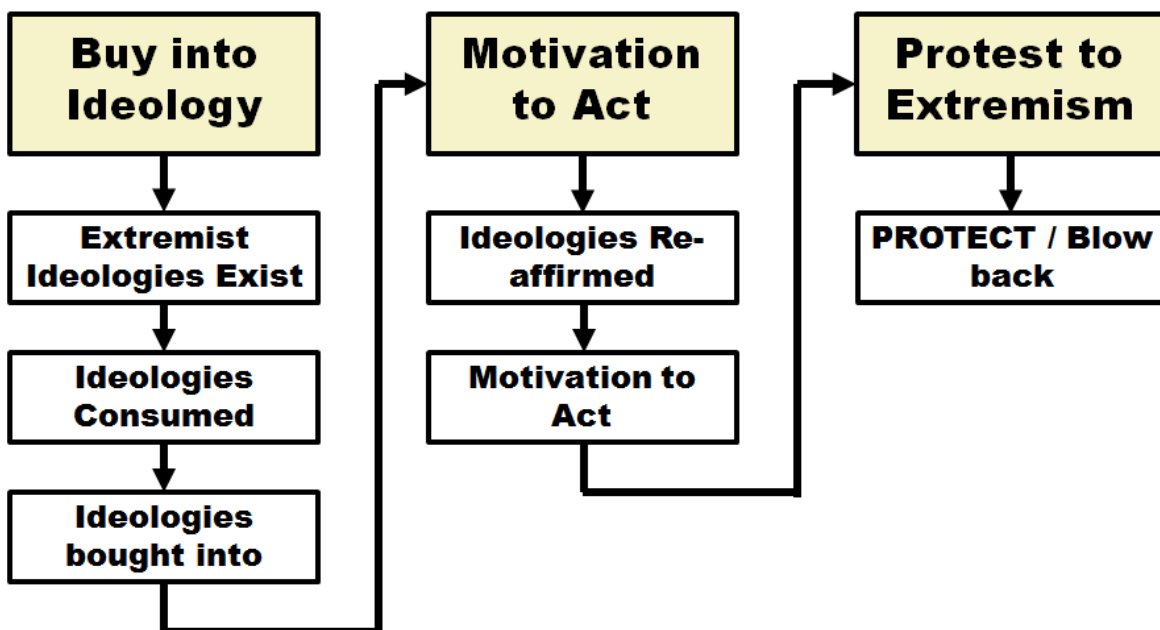 Buy into
Ideology
Extremist
Ideologies Exist
Ideologies
Consumed
Ideologies
bought into
Motivation
to Act
Ideologies Re-
affirmed
Motivation to
Act
Protest to
Extremism
PROTECT / Blow
back